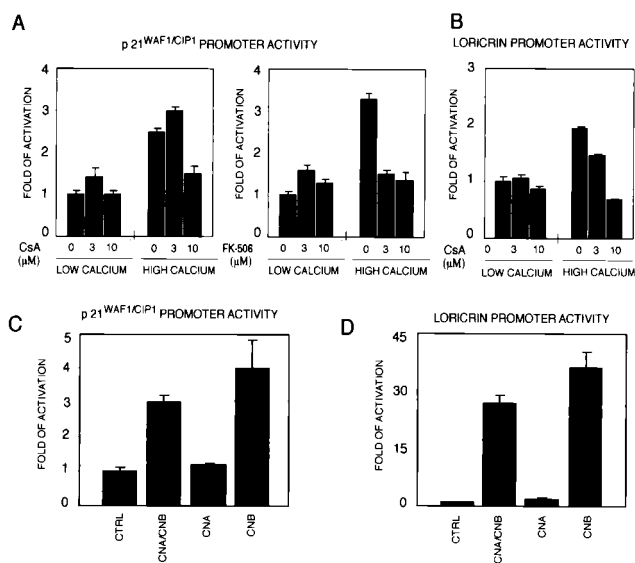 A
p 21WAF1/CIP1 PROMOTER ACTIVITY
FOLD OF ACTIVATION
4
3
2
1
0
CsA
(µM)
0 3 10 0 3 10
LOW CALCIUM HIGH CALCIUM
FOLD OF ACTIVATION
4
3
2
1
0
FK-506
(µM)
0 3 10 0 3 10
LOW CALCIUM HIGH CALCIUM
B
LORICRIN PROMOTER ACTIVITY
FOLD OF ACTIVATION
3
2
1
0
CsA
(µM)
0 3 10 0 3 10
LOW CALCIUM HIGH CALCIUM
C
p 21WAF1/CIP1 PROMOTER ACTIVITY
FOLD OF ACTIVATION
5
4
3
2
1
0
CTRL
CNA/CNB
CNA
CNB
D
LORICRIN PROMOTER ACTIVITY
FOLD OF ACTIVATION
45
30
15
0
CTRL
CNA/CNB
CNA
CNB